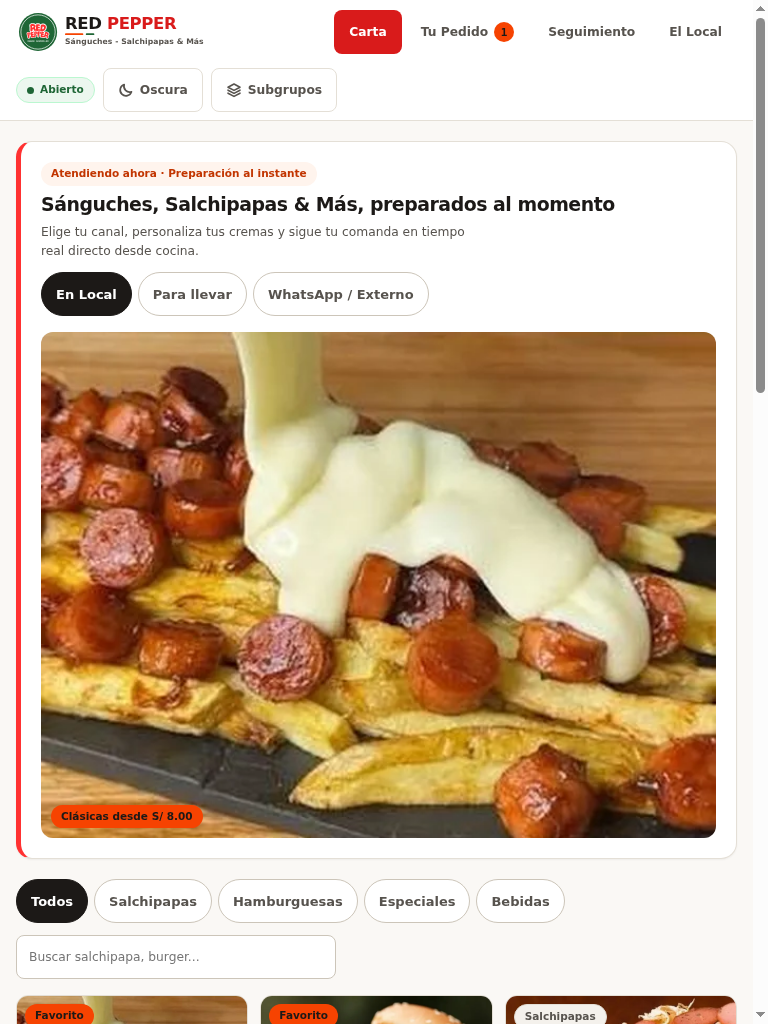 RED PEPPER
Sánguches - Salchipapas & Más
Carta
Tu Pedido 1
Seguimiento
El Local
Abierto
Oscura
Subgrupos
Atendiendo ahora · Preparación al instante
Sánguches, Salchipapas & Más, preparados al momento
Elige tu canal, personaliza tus cremas y sigue tu comanda en tiempo
real directo desde cocina.
En Local
Para llevar
WhatsApp / Externo
Clásicas desde S/ 8.00
Todos
Salchipapas
Hamburguesas
Especiales
Bebidas
Buscar salchipapa, burger...
Favorito
Favorito
Salchipapas